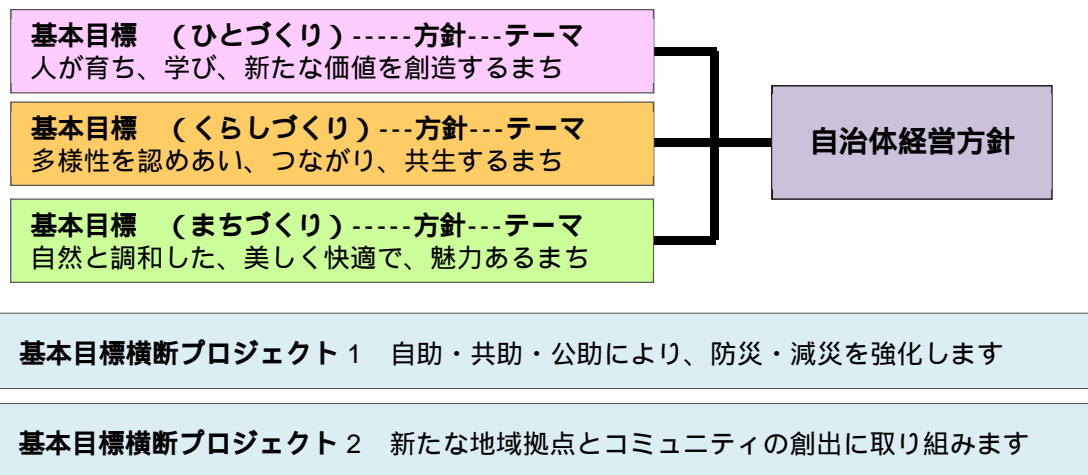 基本目標　（ひとづくり）-----方針---テーマ
人が育ち、学び、新たな価値を創造するまち
基本目標　（くらしづくり）---方針---テーマ
多様性を認めあい、つながり、共生するまち
基本目標　（まちづくり）-----方針---テーマ
自然と調和した、美しく快適で、魅力あるまち
自治体経営方針
基本目標横断プロジェクト 1　自助・共助・公助により、防災・減災を強化します
基本目標横断プロジェクト 2　新たな地域拠点とコミュニティの創出に取り組みます